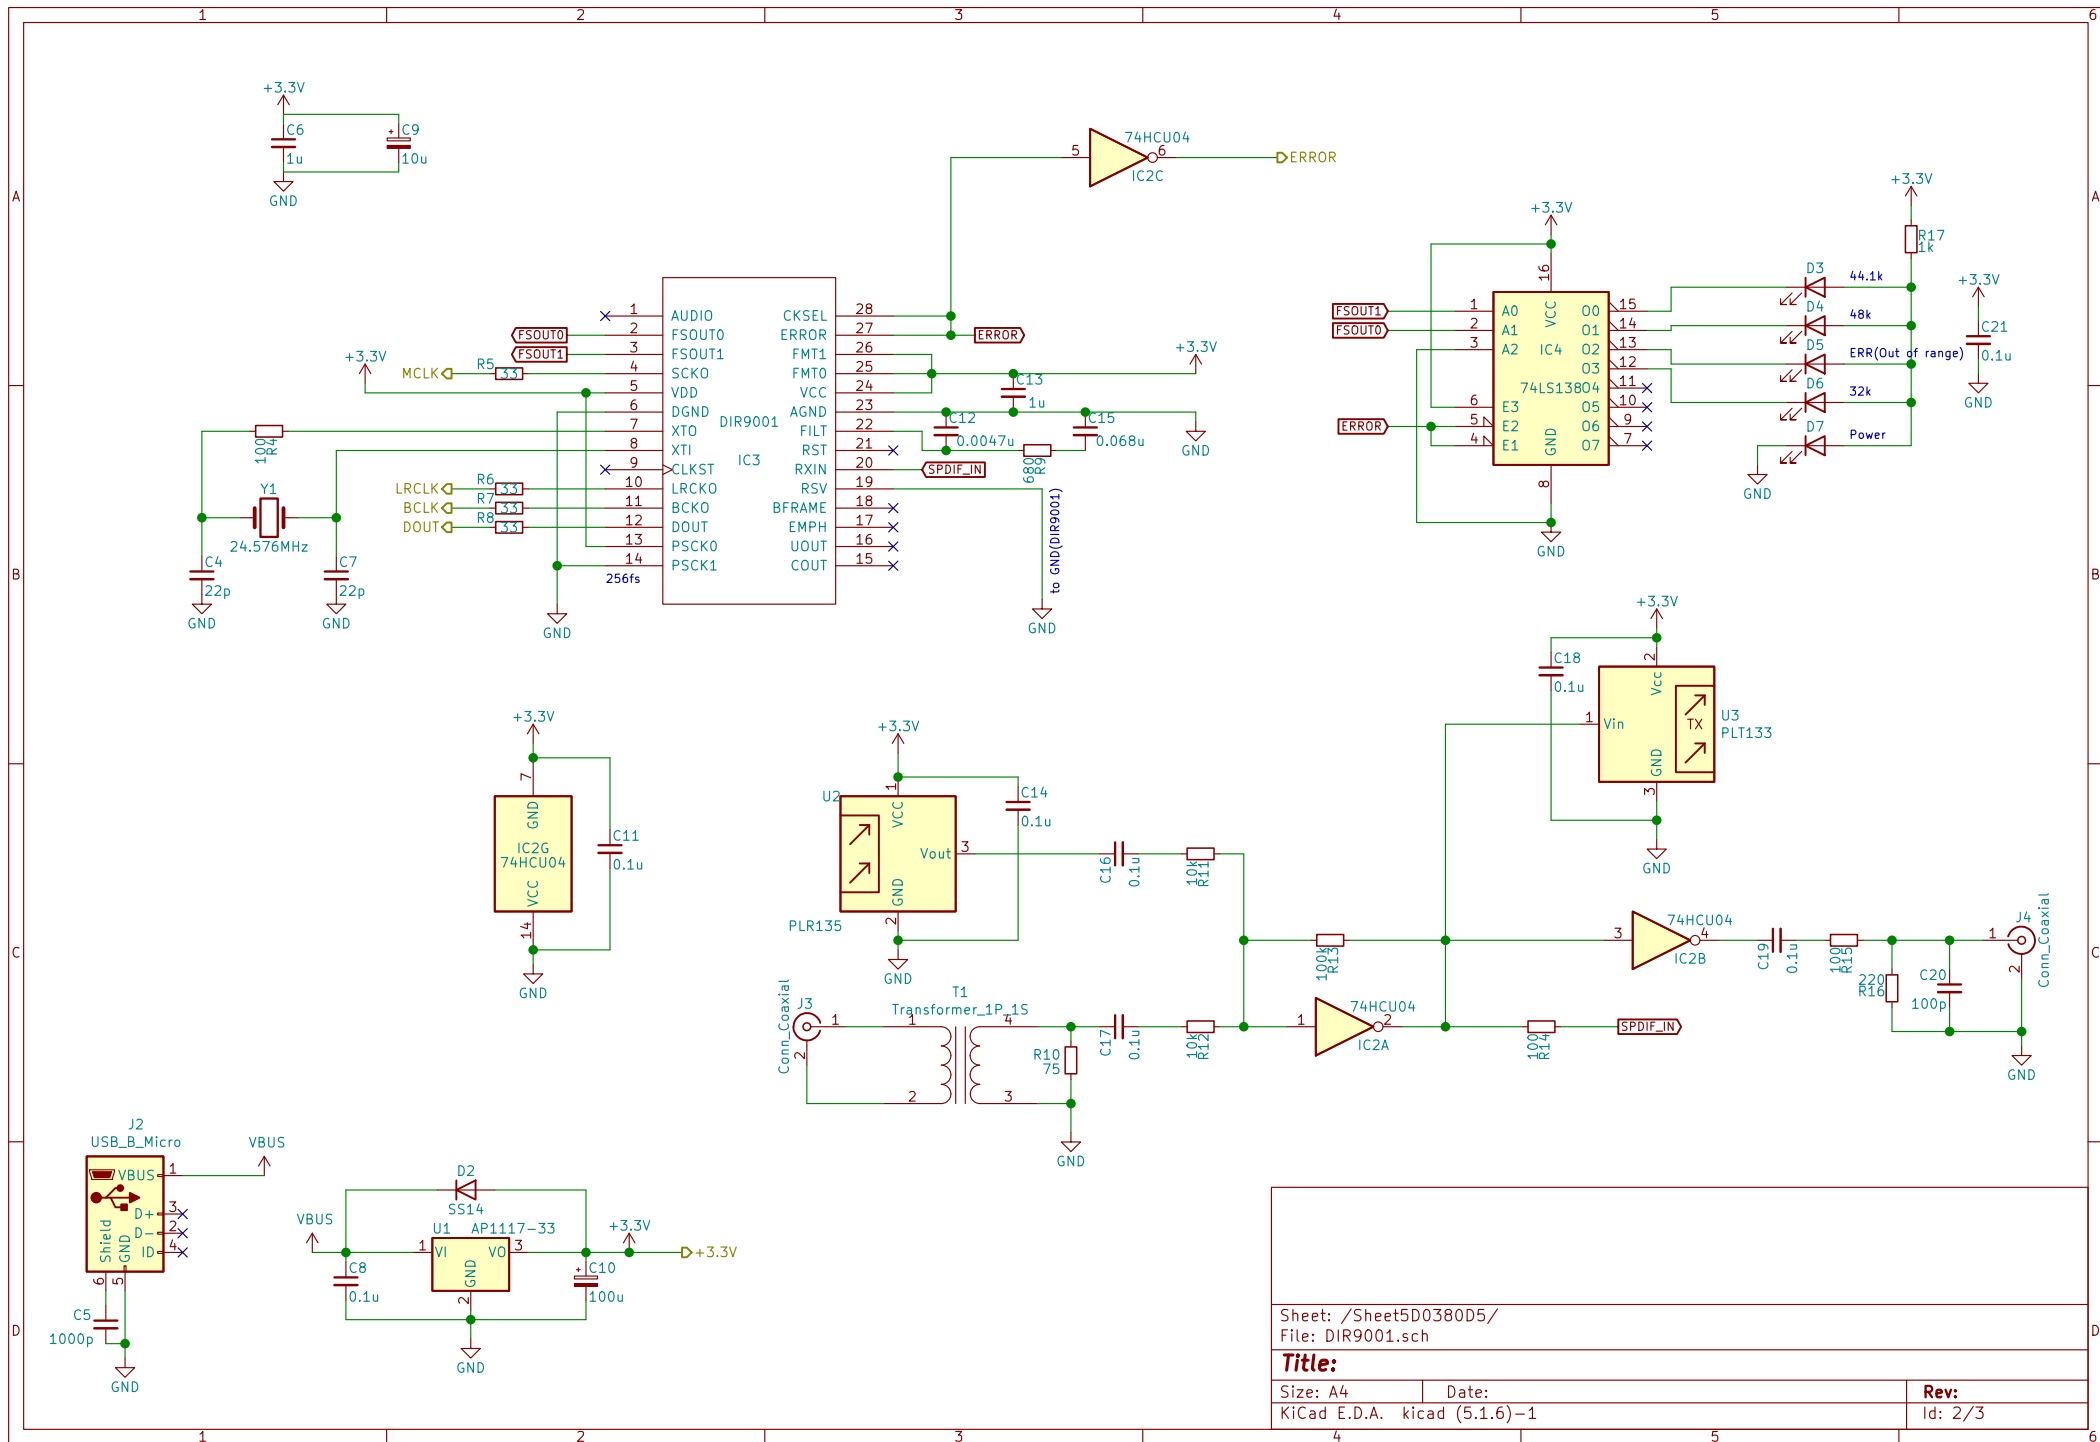 1 2 3 4 5 6
A
B
C
D
A
B
C
D
1 2 3 4 5 6
+3.3V
C6
1u
C9
10u
GND
5
74HCU04
6
IC2C
ERROR
+3.3V
MCLK
R5
33
FSOUT0
FSOUT1
LRCLK
R6
33
BCLK
R7
33
DOUT
R8
33
100
R4
Y1
24.576MHz
C4
22p
GND
C7
22p
GND
256fs
GND
1 AUDIO
2 FSOUT0
3 FSOUT1
4 SCKO
5 VDD
6 DGND
7 XTO
8 XTI
9 CLKST
10 LRCKO
11 BCKO
12 DOUT
13 PSCK0
14 PSCK1
DIR9001
IC3
CKSEL 28
ERROR 27
FMT1 26
FMT0 25
VCC 24
AGND 23
FILT 22
RST 21
RXIN 20
RSV 19
BFRAME 18
EMPH 17
UOUT 16
COUT 15
ERROR
+3.3V
C13
1u
C12
0.0047u
C15
0.068u
680
R9
GND
SPDIF_IN
to GND(DIR9001)
GND
+3.3V
16
VCC
FSOUT1
FSOUT0
ERROR
1 A0
2 A1
3 A2
6 E3
5 E2
4 E1
IC4
74LS138
GND
8
GND
O0 15
O1 14
O2 13
O3 12
O4 11
O5 10
O6 9
O7 7
+3.3V
R17
1k
D3
44.1k
D4
48k
D5
ERR(Out of range)
D6
32k
D7
Power
GND
+3.3V
C21
0.1u
GND
+3.3V
7
GND
IC2G
74HCU04
VCC
14
GND
C11
0.1u
+3.3V
U2
1
VCC
Vout 3
GND
2
PLR135
GND
C14
0.1u
C16
0.1u
10k
R11
+3.3V
C18
0.1u
2
Vcc
1 Vin
TX
GND
3
U3
PLT133
GND
J3
Conn_Coaxial
1
2
T1
Transformer_1P_1S
1
2
4
3
R10
75
GND
C17
0.1u
10k
R12
100k
R13
1
74HCU04
2
IC2A
100
R14
SPDIF_IN
3
74HCU04
4
IC2B
C19
0.1u
100
R15
220
R16
C20
100p
1
2
J4
Conn_Coaxial
GND
J2
USB_B_Micro
VBUS 1
D+ 3
D- 2
ID 4
Shield
GND
6
5
VBUS
C5
1000p
GND
VBUS
D2
SS14
U1 AP1117-33
1 VI
VO 3
GND
2
C8
0.1u
GND
+3.3V
+3.3V
C10
100u
Sheet: /Sheet5D0380D5/
File: DIR9001.sch
Title:
Size: A4 Date: Rev:
KiCad E.D.A. kicad (5.1.6)-1 Id: 2/3